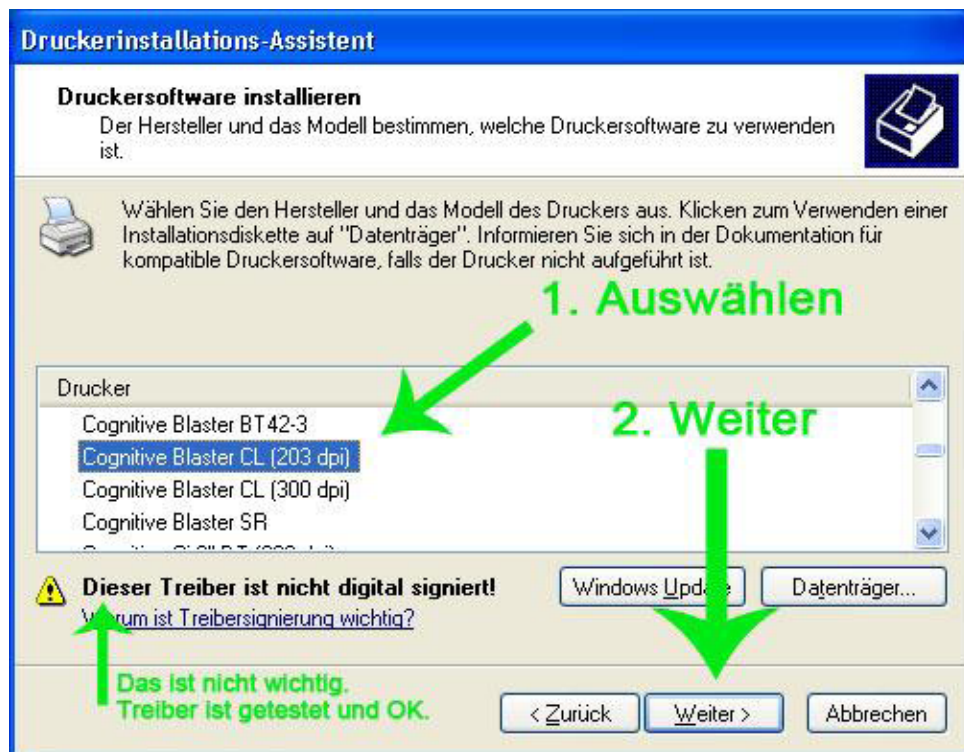 Druckerinstallations-Assistent
Druckersoftware installieren
Der Hersteller und das Modell bestimmen, welche Druckersoftware zu verwenden
ist.
Wählen Sie den Hersteller und das Modell des Druckers aus. Klicken zum Verwenden einer
Installationsdiskette auf "Datenträger". Informieren Sie sich in der Dokumentation für
kompatible Druckersoftware, falls der Drucker nicht aufgeführt ist.
1. Auswählen
Drucker
Cognitive Blaster BT42-3
2. Weiter
Cognitive Blaster CL (203 dpi)
Cognitive Blaster CL (300 dpi)
Cognitive Blaster SR
Dieser Treiber ist nicht digital signiert!
Windows Update
Datenträger...
Warum ist Treibersignierung wichtig?
Das ist nicht wichtig.
Treiber ist getestet und OK.
< Zurück
Weiter >
Abbrechen